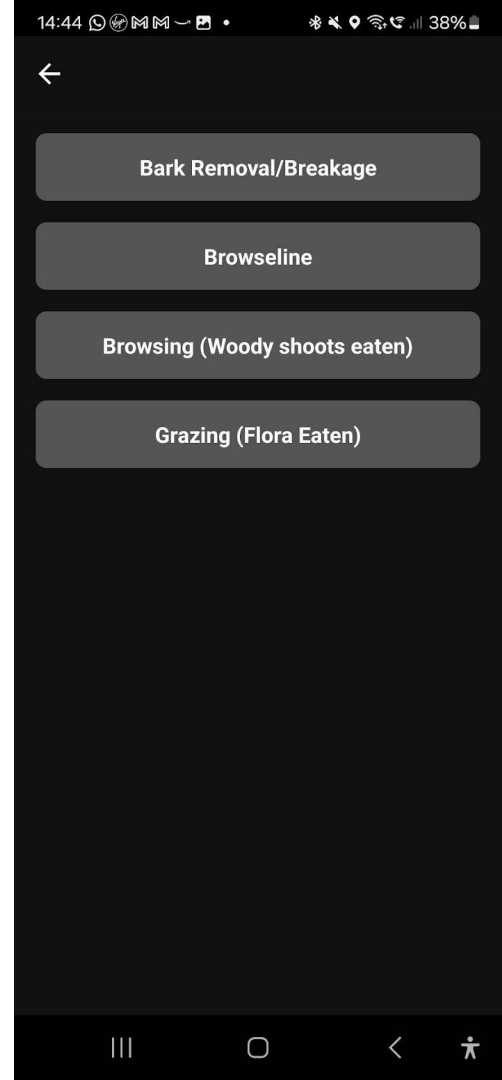 14:44
38%
Bark Removal/Breakage
Browseline
Browsing (Woody shoots eaten)
Grazing (Flora Eaten)